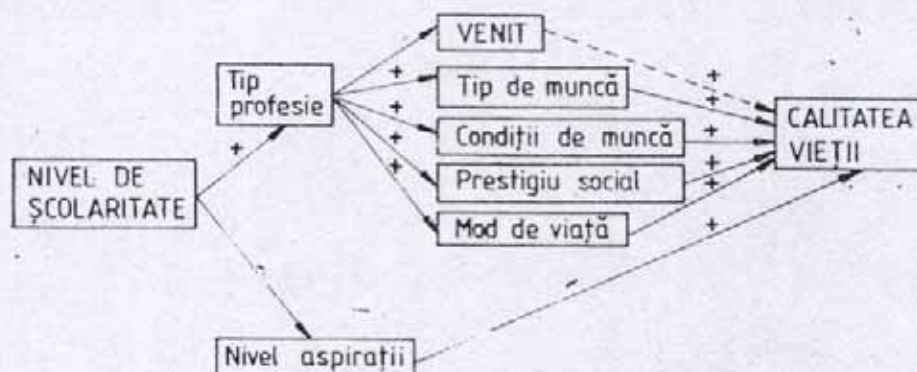 VENIT
Tip
profesie
Tip de muncă
Condiții de muncă
CALITATEA
VIEȚII
NIVEL DE
ȘCOLARITATE
Prestigiu social
Mod de viață
Nivel aspirații
+
+
+
+
+
+
+
+
+
+
-
-